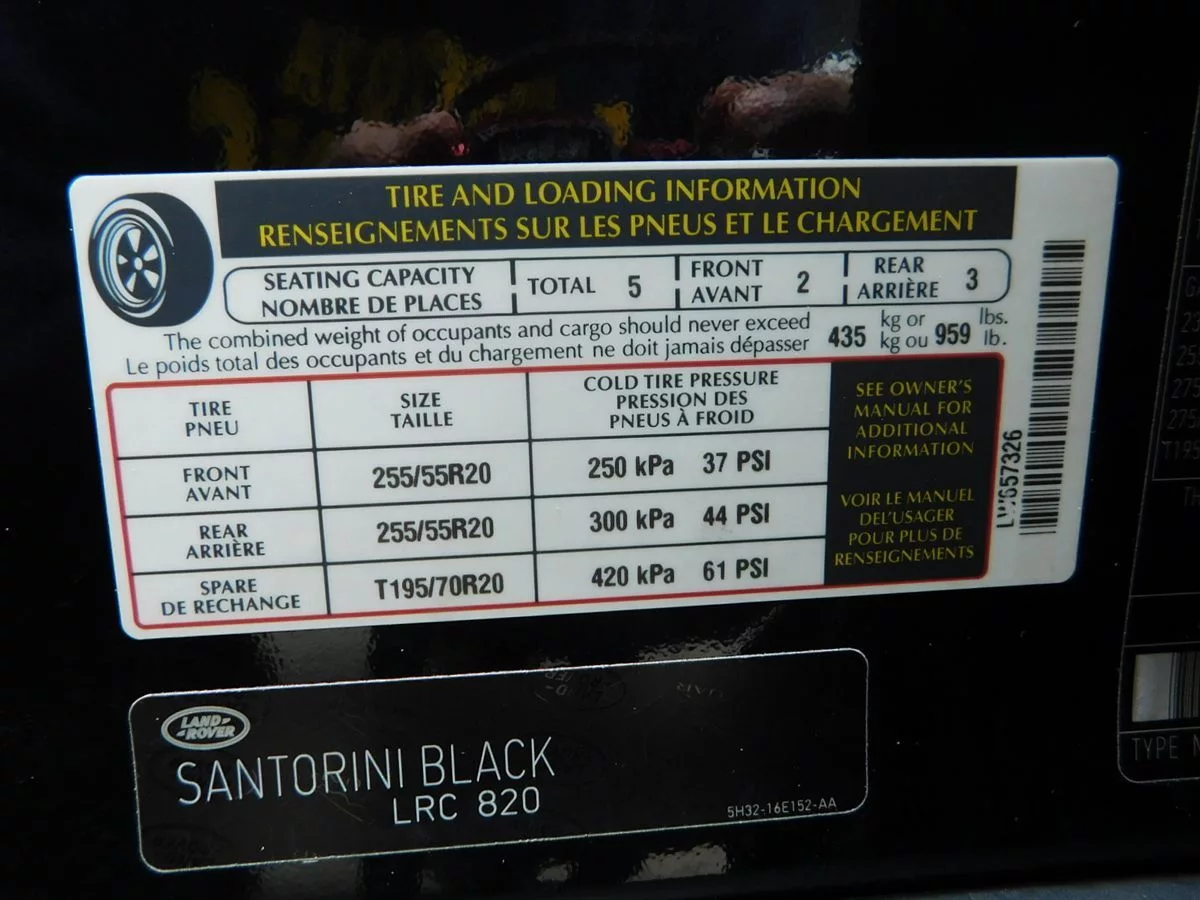 TIRE AND LOADING INFORMATION
RENSEIGNEMENTS SUR LES PNEUS ET LE CHARGEMENT
SEATING CAPACITY
NOMBRE DE PLACES
TOTAL 5
FRONT
AVANT 2
REAR
ARRIÈRE 3
The combined weight of occupants and cargo should never exceed 435 kg or 959 lbs.
Le poids total des occupants et du chargement ne doit jamais dépasser kg ou lb.
TIRE
PNEU
SIZE
TAILLE
COLD TIRE PRESSURE
PRESSION DES
PNEUS À FROID
FRONT
AVANT
255/55R20
250 kPa 37 PSI
REAR
ARRIÈRE
255/55R20
300 kPa 44 PSI
SPARE
DE RECHANGE
T195/70R20
420 kPa 61 PSI
SEE OWNER'S
MANUAL FOR
ADDITIONAL
INFORMATION
VOIR LE MANUEL
DEL'USAGER
POUR PLUS DE
RENSEIGNEMENTS
LAND-
ROVER
SANTORINI BLACK
LRC 820
5H32-16E152-AA
TYPE